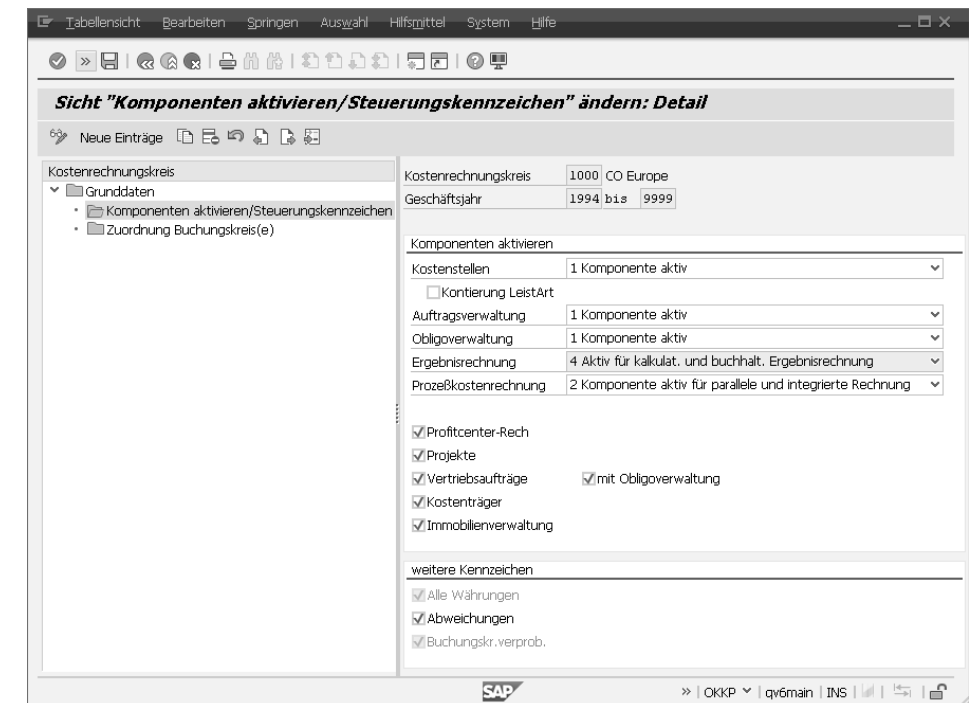 Tabellensicht Bearbeiten Springen Auswahl Hilfsmittel System Hilfe
Sicht "Komponenten aktivieren/Steuerungskennzeichen" ändern: Detail
Neue Einträge
Kostenrechnungskreis
Grunddaten
Komponenten aktivieren/Steuerungskennzeichen
Zuordnung Buchungskreis(e)
Kostenrechnungskreis 1000 CO Europe
Geschäftsjahr 1994 bis 9999
Komponenten aktivieren
Kostenstellen 1 Komponente aktiv
Kontierung LeistArt
Auftragsverwaltung 1 Komponente aktiv
Obligoverwaltung 1 Komponente aktiv
Ergebnisrechnung 4 Aktiv für kalkulat. und buchhalt. Ergebnisrechnung
Prozeßkostenrechnung 2 Komponente aktiv für parallele und integrierte Rechnung
Profitcenter-Rech
Projekte
Vertriebsaufträge mit Obligoverwaltung
Kostenträger
Immobilienverwaltung
weitere Kennzeichen
Alle Währungen
Abweichungen
Buchungskr.verprob.
SAP » | OKKP | qv6main | INS